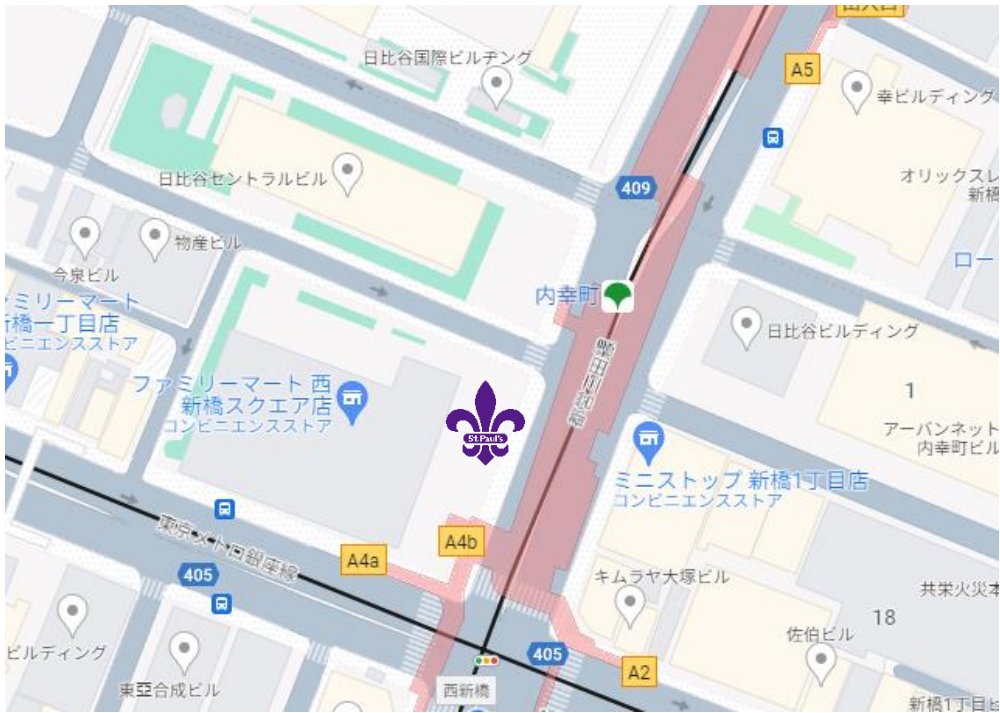 出入口
日比谷国際ビルヂング
A5
幸ビルディング
日比谷セントラルビル
409
オリックスレ
新橋
今泉ビル
物産ビル
ロー
内幸町
ァミリーマート
新橋一丁目店
ビニエンスストア
日比谷ビルディング
ファミリーマート 西
新橋スクエア店
コンビニエンスストア
St.Paul's
1
アーバンネット
内幸町ビル
ミニストップ 新橋1丁目店
コンビニエンスストア
東京メトロ銀座線
A4b
A4a
405
キムラヤ大塚ビル
共栄火災本
18
佐伯ビル
405
A2
ビルディング
東亞合成ビル
西新橋
新橋1丁目ビ